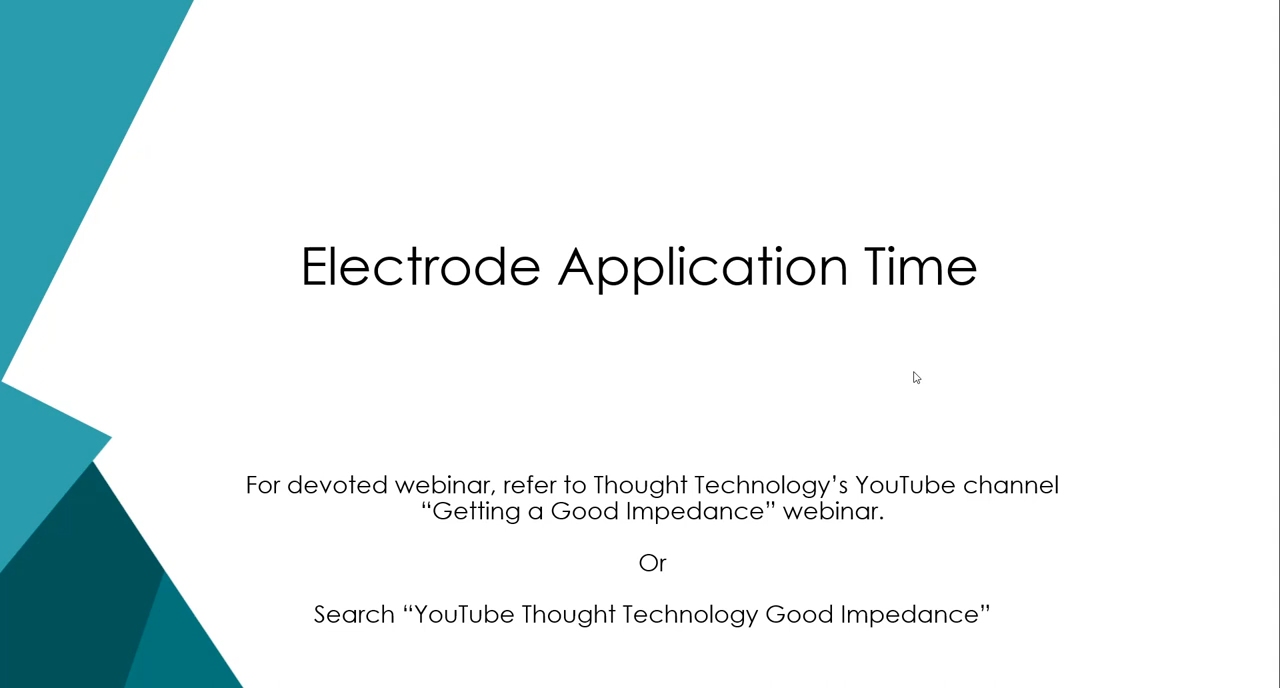 Electrode Application Time
For devoted webinar, refer to Thought Technology’s YouTube channel
“Getting a Good Impedance” webinar.
Or
Search “YouTube Thought Technology Good Impedance”